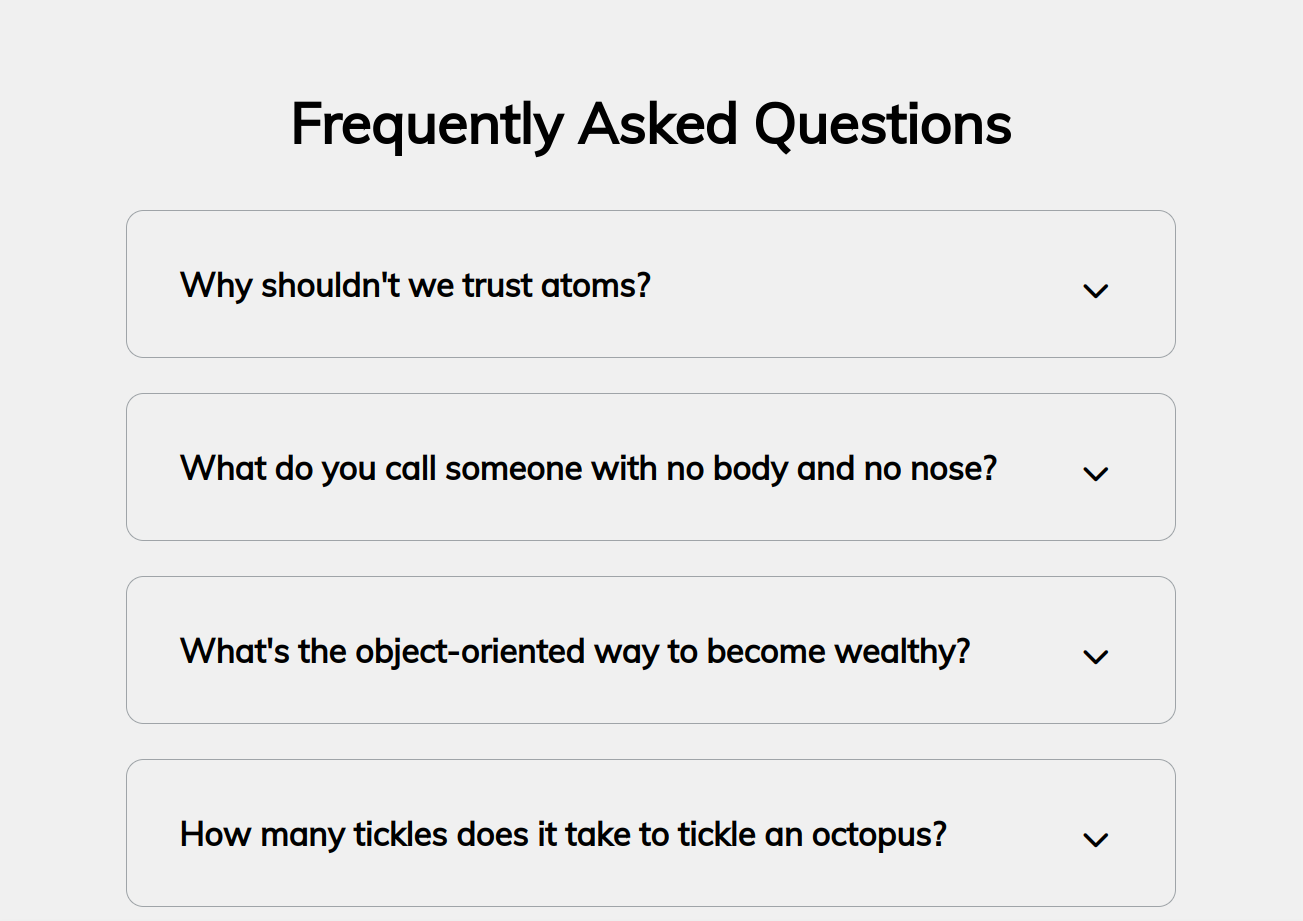 Frequently Asked Questions
Why shouldn't we trust atoms?
What do you call someone with no body and no nose?
What's the object-oriented way to become wealthy?
How many tickles does it take to tickle an octopus?